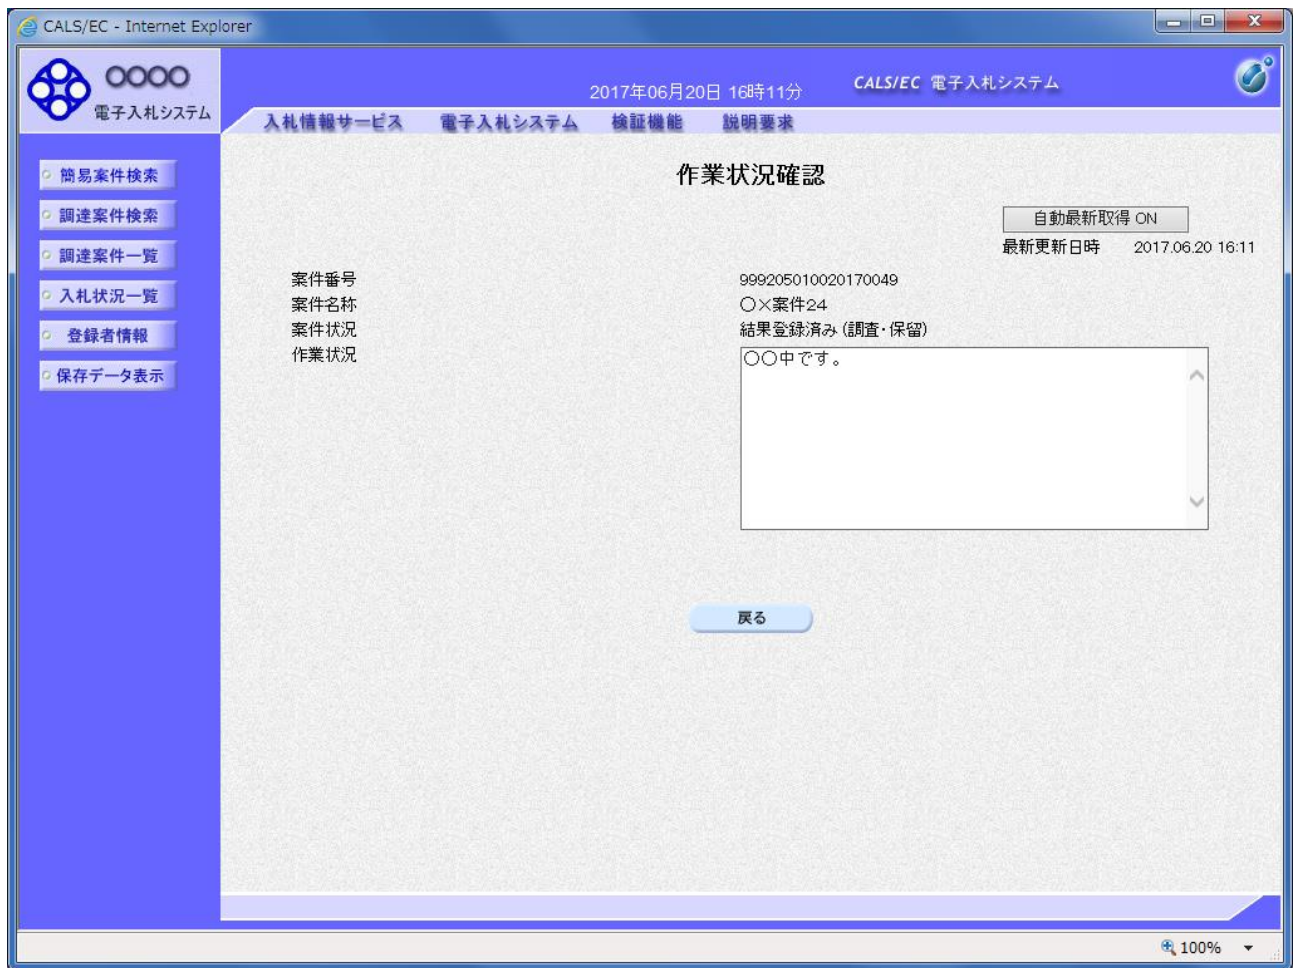 CALS/EC - Internet Explorer
〇〇〇〇
電子入札システム
2017年06月20日 16時11分
CALS/EC 電子入札システム
入札情報サービス 電子入札システム 検証機能 説明要求
簡易案件検索
調達案件検索
調達案件一覧
入札状況一覧
登録者情報
保存データ表示
作業状況確認
自動最新取得 ON
最新更新日時 2017.06.20 16:11
案件番号 999205010020170049
案件名称 〇×案件24
案件状況 結果登録済み(調査・保留)
作業状況
〇〇中です。
戻る
100%